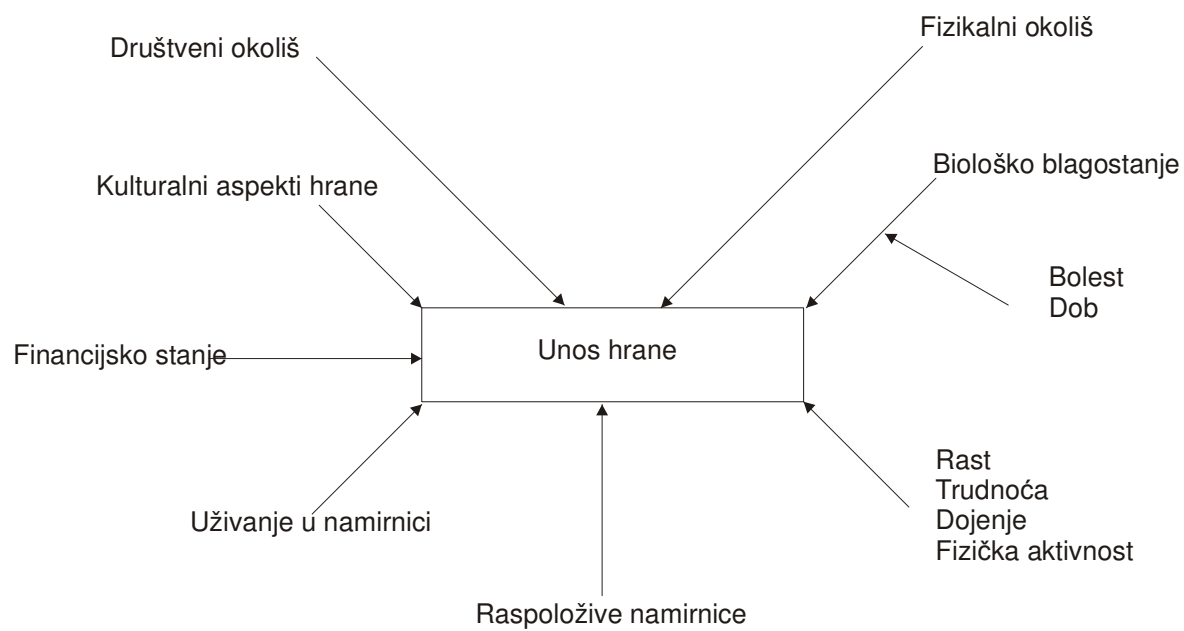 Fizikalni okoliš
Društveni okoliš
Biološko blagostanje
Kulturalni aspekti hrane
Bolest
Dob
Unos hrane
Financijsko stanje
Rast
Trudnoća
Dojenje
Fizička aktivnost
Uživanje u namirnici
Raspoložive namirnice